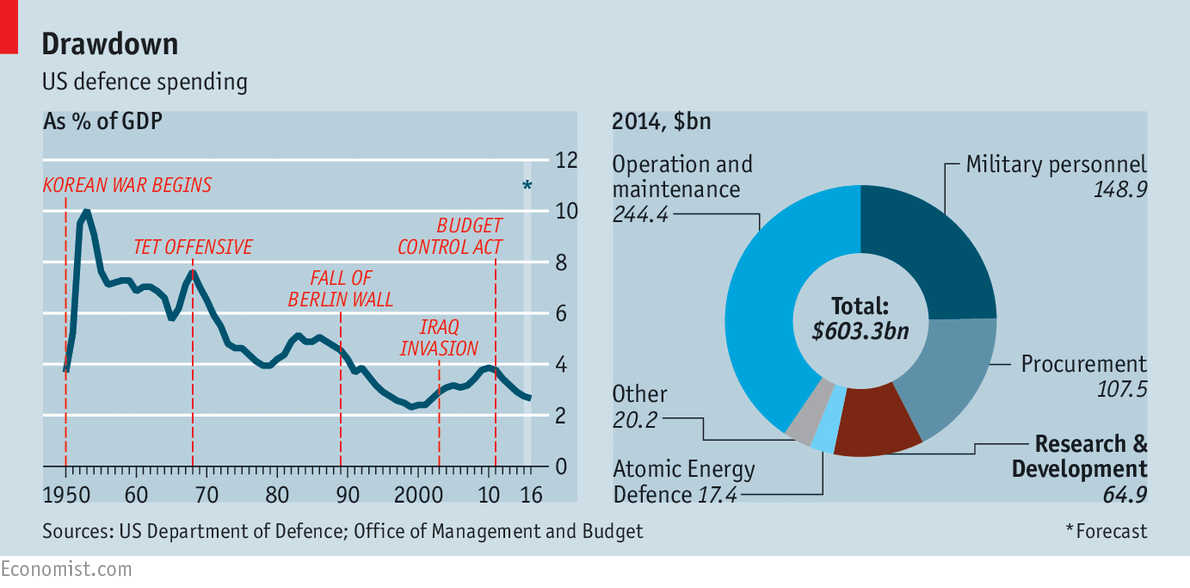 Drawdown
US defence spending
As % of GDP
12
KOREAN WAR BEGINS
*
10
BUDGET
CONTROL ACT
TET OFFENSIVE
8
FALL OF
BERLIN WALL
6
IRAQ
INVASION
4
2
0
1950 60 70 80 90 2000 10 16
2014, $bn
Operation and
maintenance
244.4
Military personnel
148.9
Total:
$603.3bn
Procurement
107.5
Other
20.2
Research &
Development
64.9
Atomic Energy
Defence 17.4
Sources: US Department of Defence; Office of Management and Budget
*Forecast
Economist.com